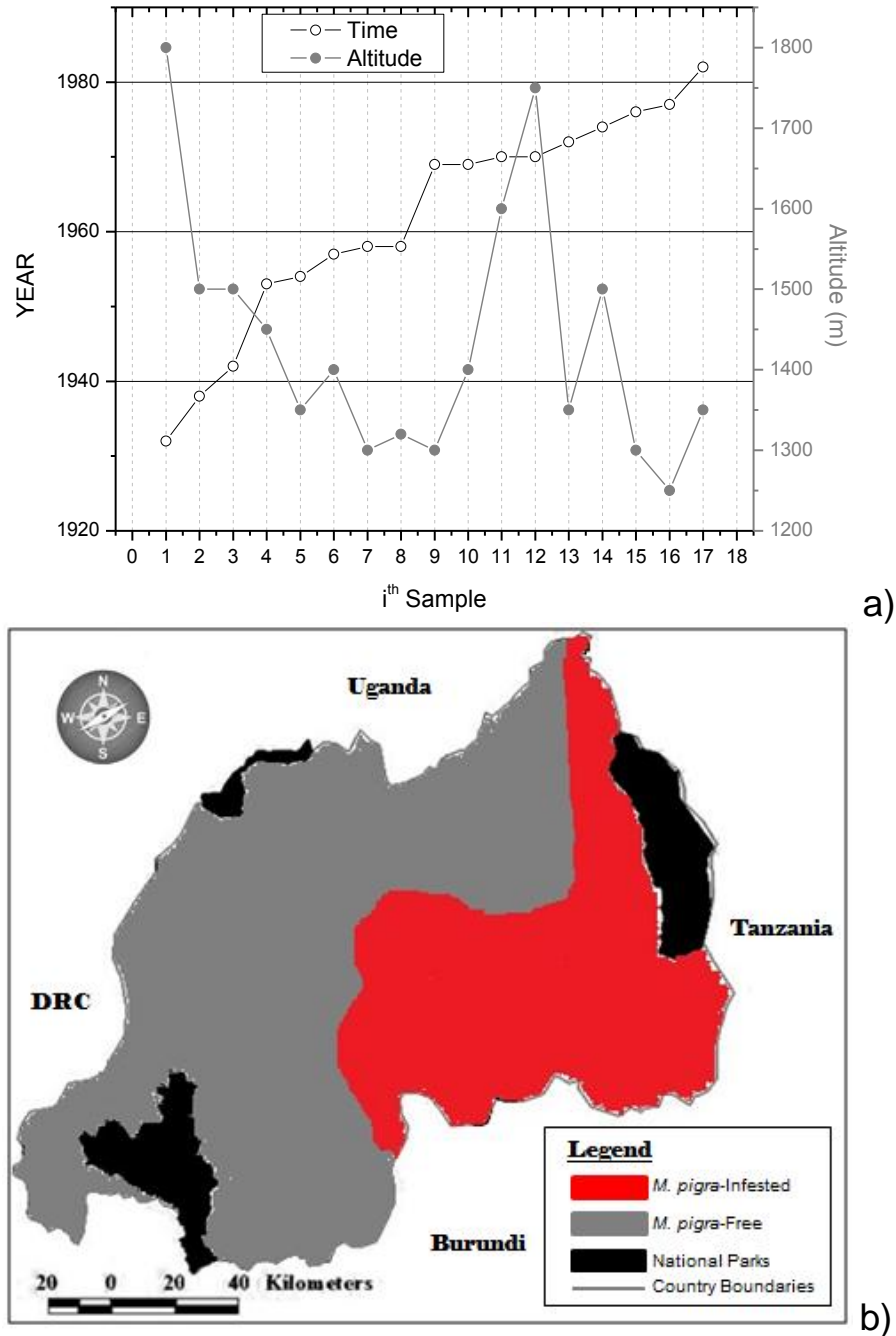 Time
Altitude
1980
1960
1940
1920
YEAR
1800
1700
1600
1500
1400
1300
1200
Altitude (m)
0 1 2 3 4 5 6 7 8 9 10 11 12 13 14 15 16 17 18
ith Sample
a)
Uganda
N
W E
S
Tanzania
DRC
Burundi
Legend
M. pigra-Infested
M. pigra-Free
National Parks
Country Boundaries
20 0 20 40 Kilometers
b)